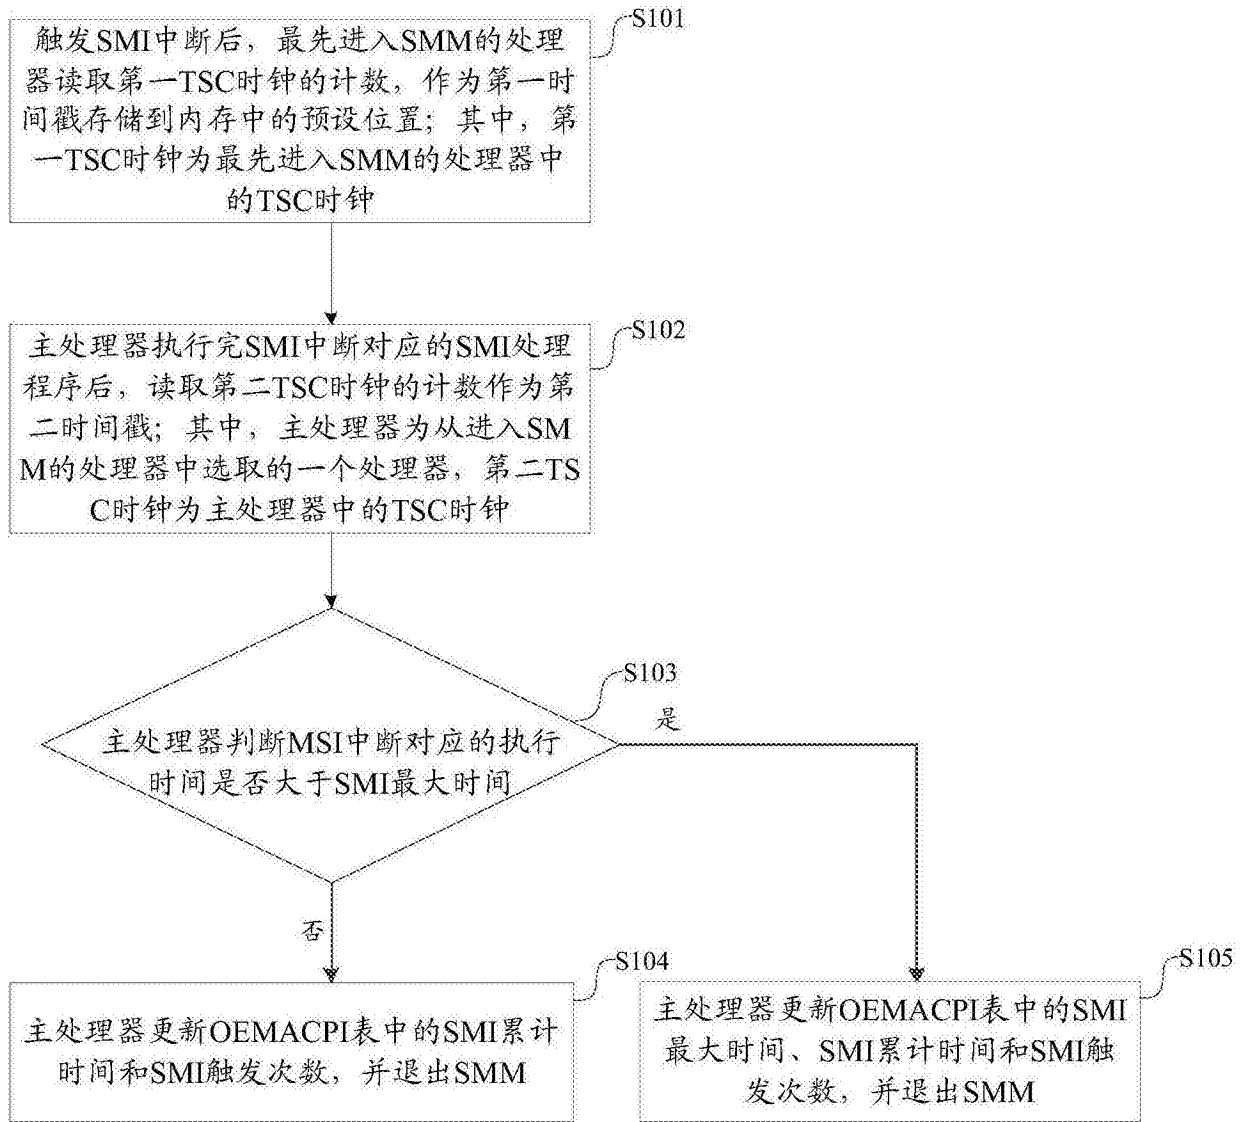 S101
触发SMI中断后，最先进入SMM的处理
器读取第一TSC时钟的计数，作为第一时
间戳存储到内存中的预设位置；其中，第
一TSC时钟为最先进入SMM的处理器中
的TSC时钟
S102
主处理器执行完SMI中断对应的SMI处理
程序后，读取第二TSC时钟的计数作为第
二时间戳；其中，主处理器为从进入SM
M的处理器中选取的一个处理器，第二TS
C时钟为主处理器中的TSC时钟
S103
主处理器判断MSI中断对应的执行
时间是否大于SMI最大时间
是
否
S104
主处理器更新OEMACPI表中的SMI累计
时间和SMI触发次数，并退出SMM
S105
主处理器更新OEMACPI表中的SMI
最大时间、SMI累计时间和SMI触
发次数，并退出SMM